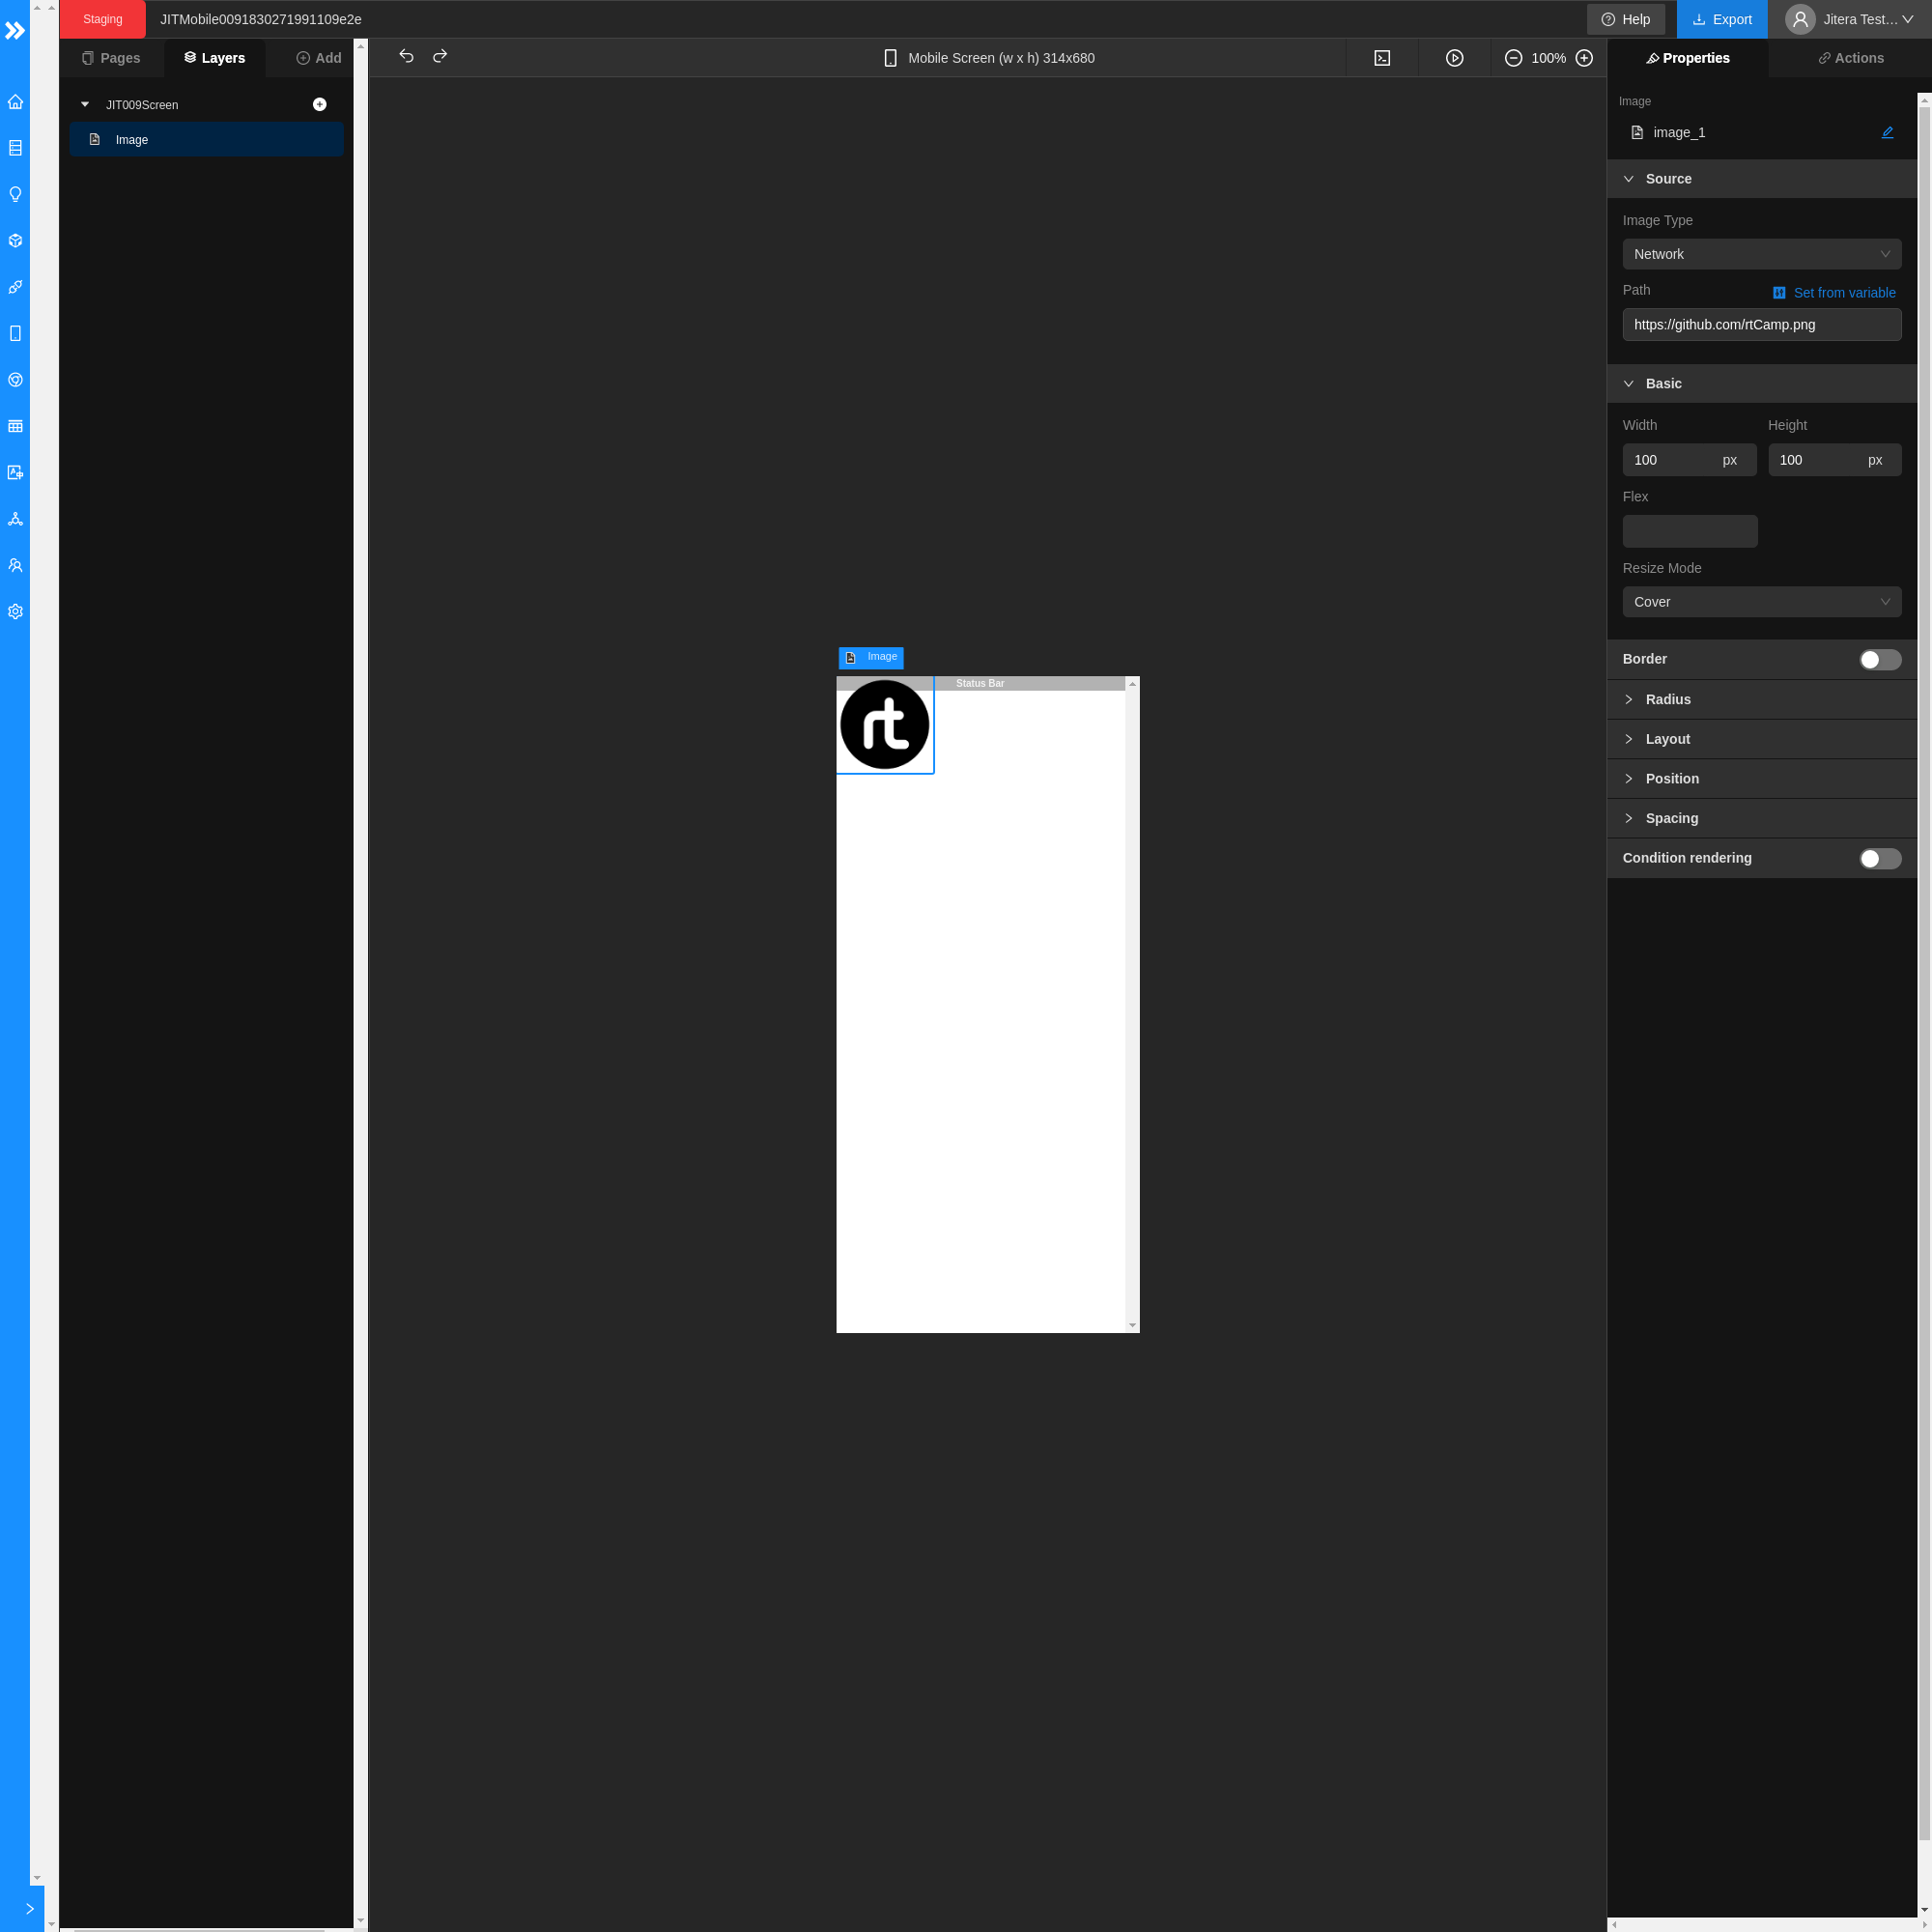 Staging
JITMobile0091830271991109e2e
Help
Export
Jitera Test...
Pages
Layers
Add
Mobile Screen (w x h) 314x680
100%
Properties
Actions
JIT009Screen
Image
Image
image_1
Source
Image Type
Network
Path
Set from variable
https://github.com/rtCamp.png
Basic
Width
Height
100 px
100 px
Flex
Resize Mode
Cover
Border
Radius
Layout
Position
Spacing
Condition rendering
Image
Status Bar
rt